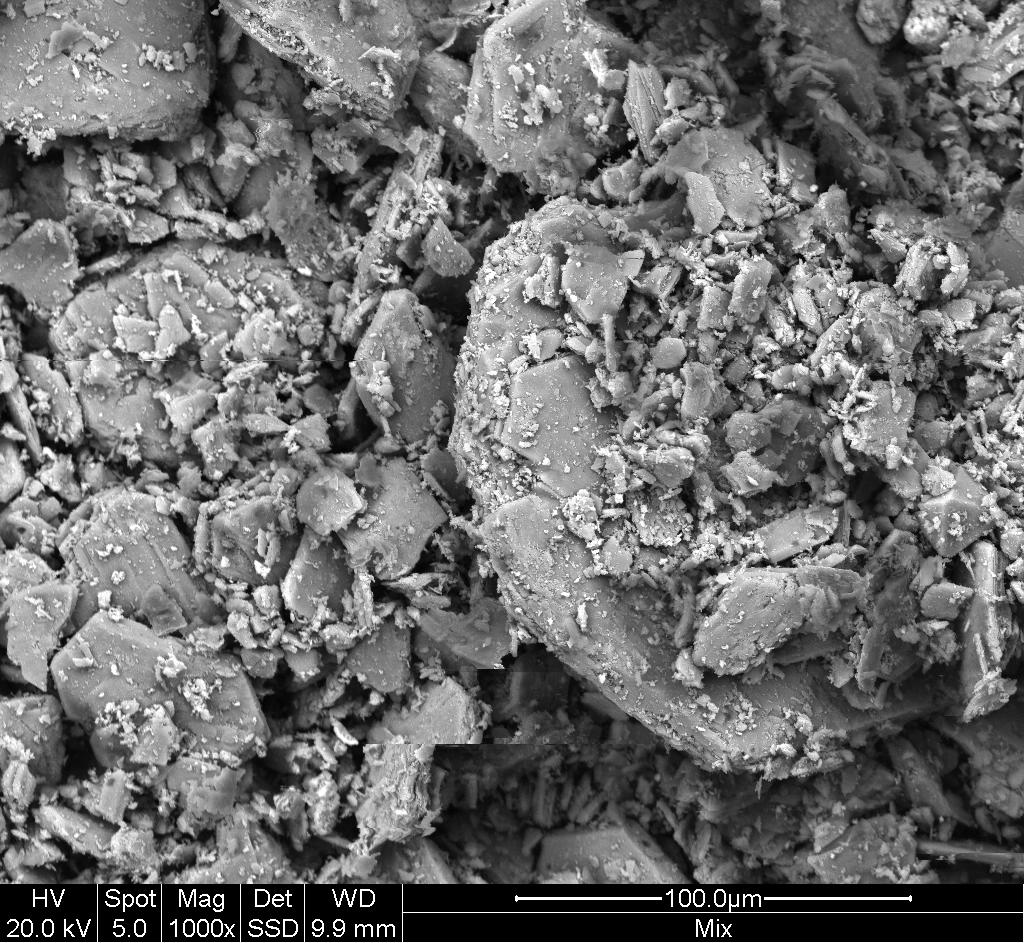 HV Spot Mag Det WD 100.0µm
20.0 kV 5.0 1000x SSD 9.9 mm Mix